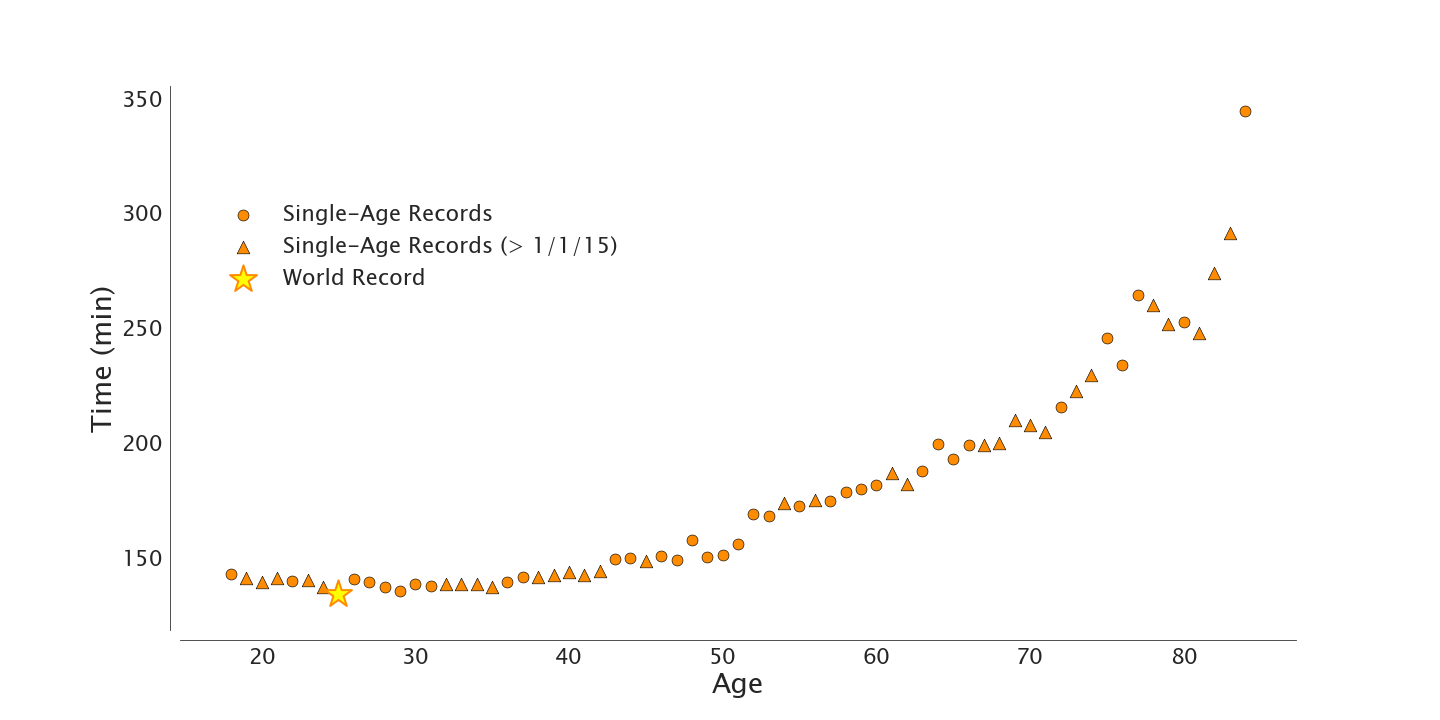 350
300
250
200
150
Time (min)
Single-Age Records
Single-Age Records (> 1/1/15)
World Record
20 30 40 50 60 70 80
Age